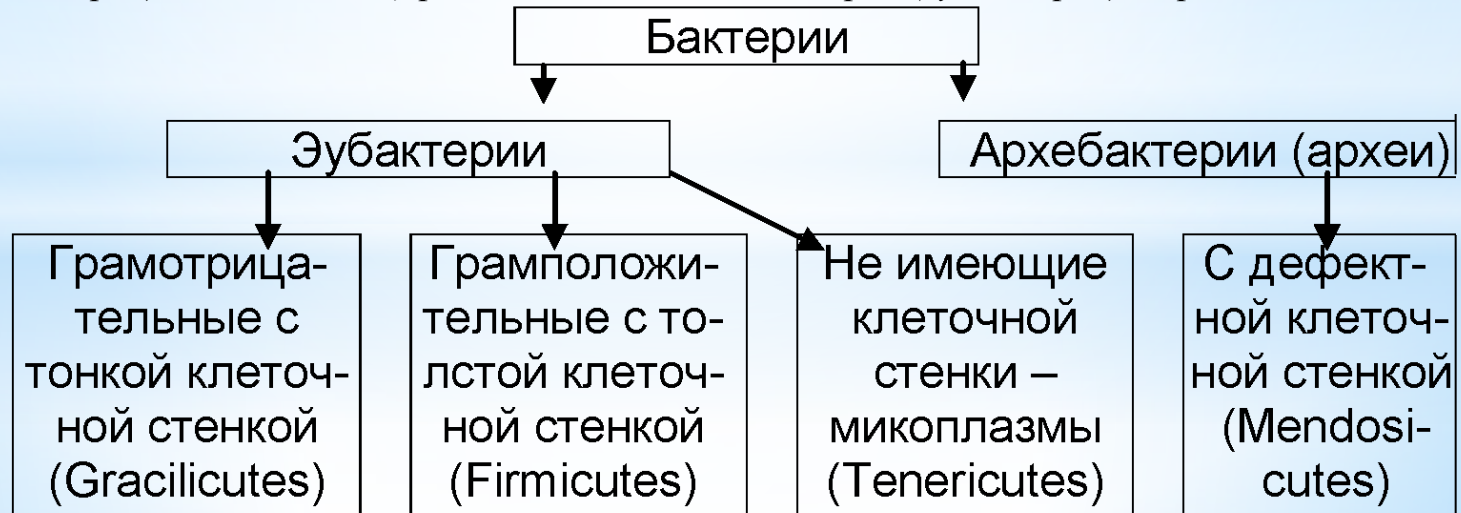 Бактерии
Эубактерии
Архебактерии (археи)
Грамотрица-
тельные с
тонкой клеточ-
ной стенкой
(Gracilicutes)
Грамположи-
тельные с то-
лстой клеточ-
ной стенкой
(Firmicutes)
Не имеющие
клеточной
стенки –
микоплазмы
(Tenericutes)
С дефект-
ной клеточ-
ной стенкой
(Mendosi-
cutes)